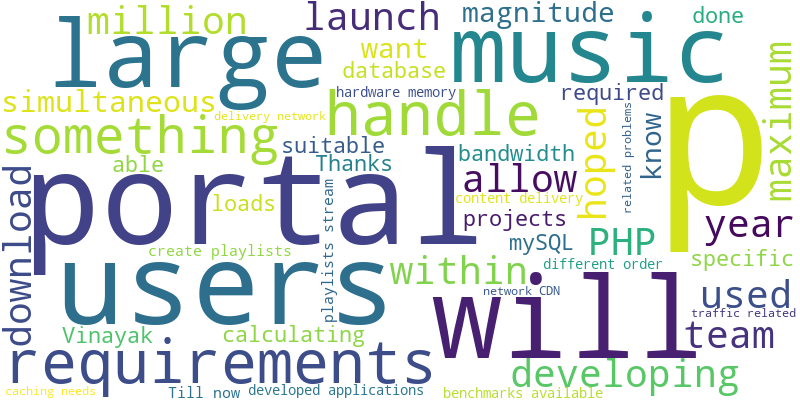 million
launch
magnitude
done
large
music
want
database
simultaneous
hardware memory
required
delivery network
handle
p
maximum
something
suitable
hoped
know
related problems
able
Thanks
bandwidth
portal
allow
download
loads
playlists stream
content delivery
projects
year
users
create playlists
mySQL
PHP
within
different order
specific
will
network CDN
used
traffic related
Vinayak
calculating
team
requirements
developing
caching needs
Till now
developed applications
benchmarks available